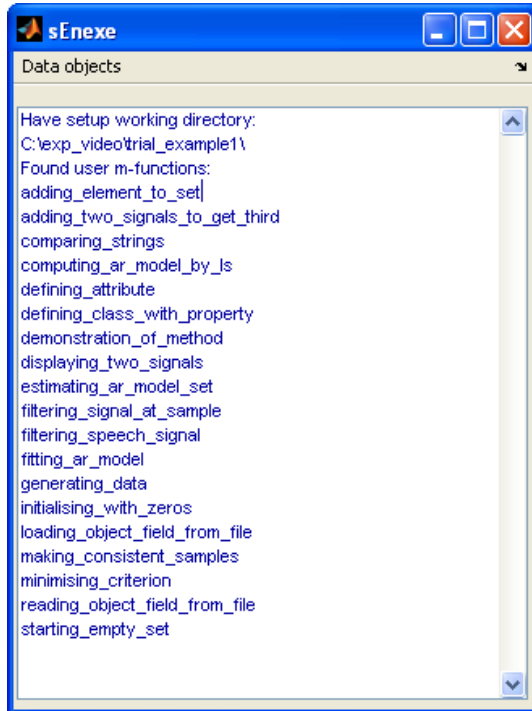 sEnexe
Data objects
Have setup working directory:
C:\exp_video\trial_example1\
Found user m-functions:
adding_element_to_set
adding_two_signals_to_get_third
comparing_strings
computing_ar_model_by_ls
defining_attribute
defining_class_with_property
demonstration_of_method
displaying_two_signals
estimating_ar_model_set
filtering_signal_at_sample
filtering_speech_signal
fitting_ar_model
generating_data
initialising_with_zeros
loading_object_field_from_file
making_consistent_samples
minimising_criterion
reading_object_field_from_file
starting_empty_set